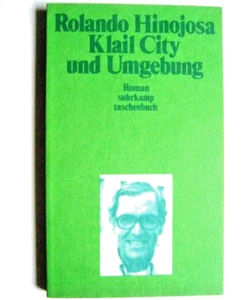 Rolando Hinojosa
Klail City
und Umgebung
Roman
suhrkamp
taschenbuch